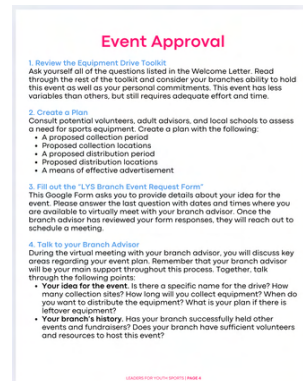 Event Approval
1. Review the Equipment Drive Toolkit
Ask yourself all of the questions listed in the Welcome Letter. Read
through the rest of the toolkit and consider your branches ability to hold
this event as well as your personal commitments. This event has less
variables than others, but still requires adequate effort and time.
2. Create a Plan
Consult potential volunteers, adult advisors, and local schools to assess
a need for sports equipment. Create a plan with the following:
• A proposed collection period
• Proposed collection locations
• A proposed distribution period
• Proposed distribution locations
• A means of effective advertisement
3. Fill out the "LYS Branch Event Request Form"
This Google Form asks you to provide details about your idea for the
event. Please answer the last question with dates and times where you
are available to virtually meet with your branch advisor. Once the
branch advisor has reviewed your form responses, they will reach out to
schedule a meeting.
4. Talk to your Branch Advisor
During the virtual meeting with your branch advisor, you will discuss key
areas regarding your event plan. Remember that your branch advisor
will be your main support throughout this process. Together, talk
through the following points:
• Your idea for the event. Is there a specific name for the drive? How
many collection sites? How long will you collect equipment? When do
you want to distribute the equipment? What is your plan if there is
leftover equipment?
• Your branch's history. Has your branch successfully held other
events and fundraisers? Does your branch have sufficient volunteers
and resources to host this event?
LEADERS FOR YOUTH SPORTS | PAGE 4